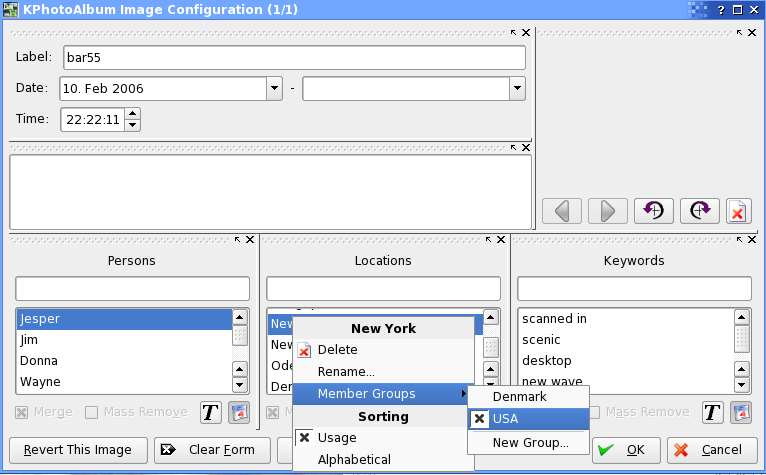 KPhotoAlbum Image Configuration (1/1)
Label: bar55
Date: 10. Feb 2006 -
Time: 22:22:11
Persons Locations Keywords
Jesper
Jim
Donna
Wayne
New
New
Ode
Den
scanned in
scenic
desktop
new wave
New York
Delete
Rename...
Member Groups
Sorting
Usage
Alphabetical
Denmark
USA
New Group...
Merge Mass Remove T
M
Mass Remove T
Revert This Image Clear Form OK Cancel